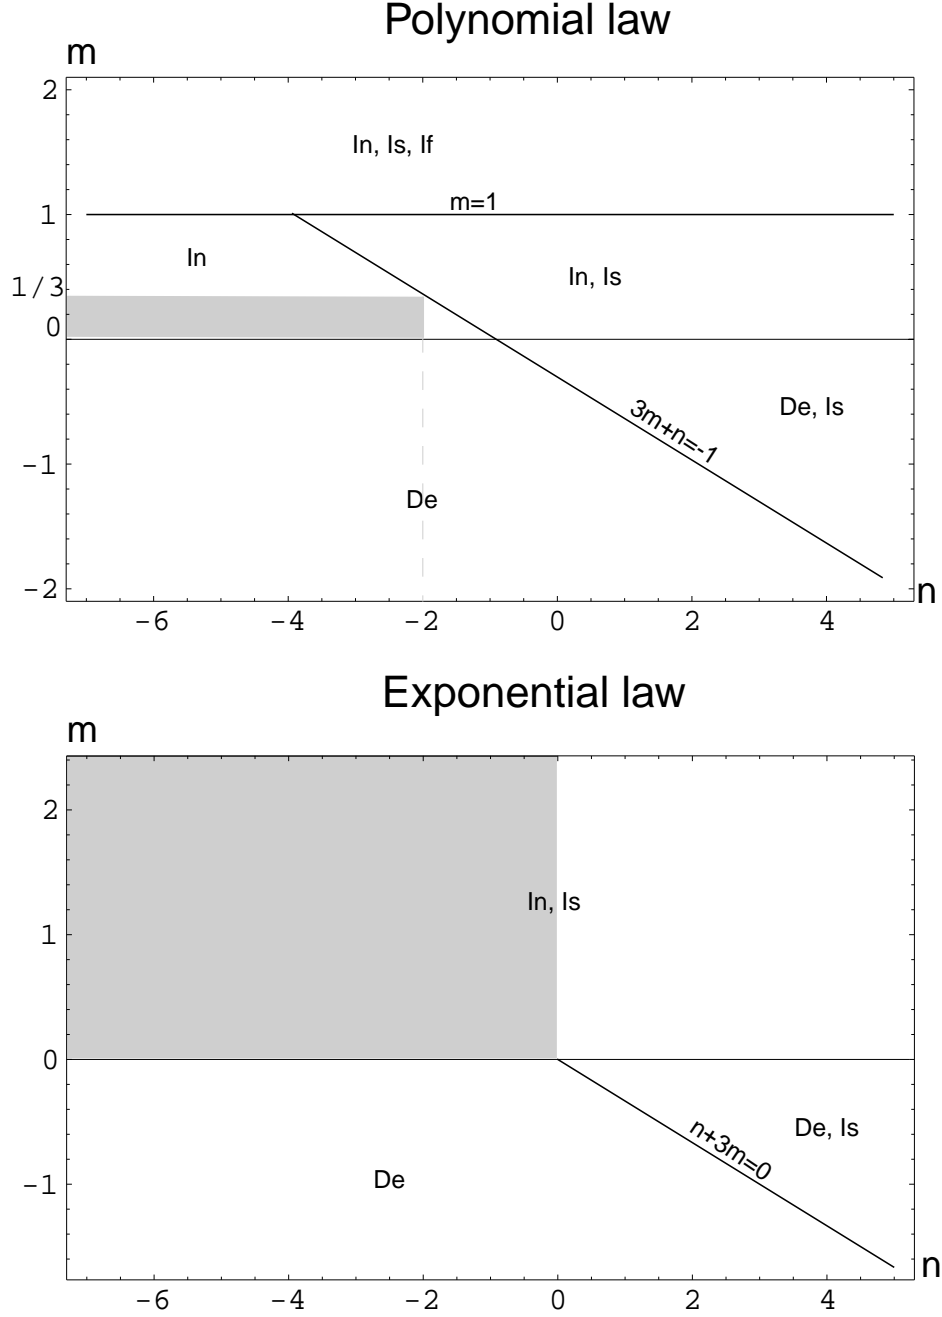 Polynomial law
m
2
In, Is, If
m=1
1
In
In, Is
1/3
0
De, Is
3m+n=-1
-1
De
-2
n
-6 -4 -2 0 2 4
Exponential law
m
2
In, Is
1
0
n+3m=0
De, Is
De
-1
n
-6 -4 -2 0 2 4